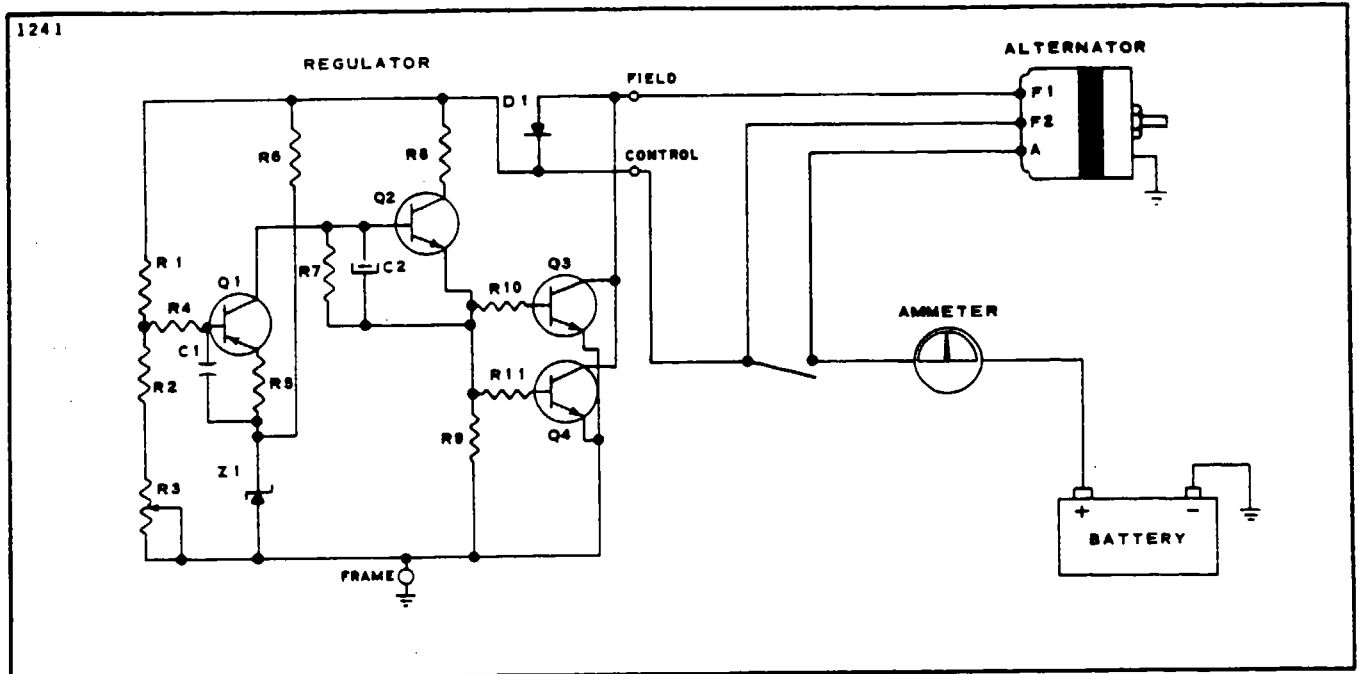 1241
REGULATOR
ALTERNATOR
D1
FIELD
F1
F2
A
R6
R8
CONTROL
Q2
R1
Q1
R7
C2
R10
Q3
R4
AMMETER
C1
R2
R5
R11
R9
Q4
Z1
R3
+
-
BATTERY
FRAME